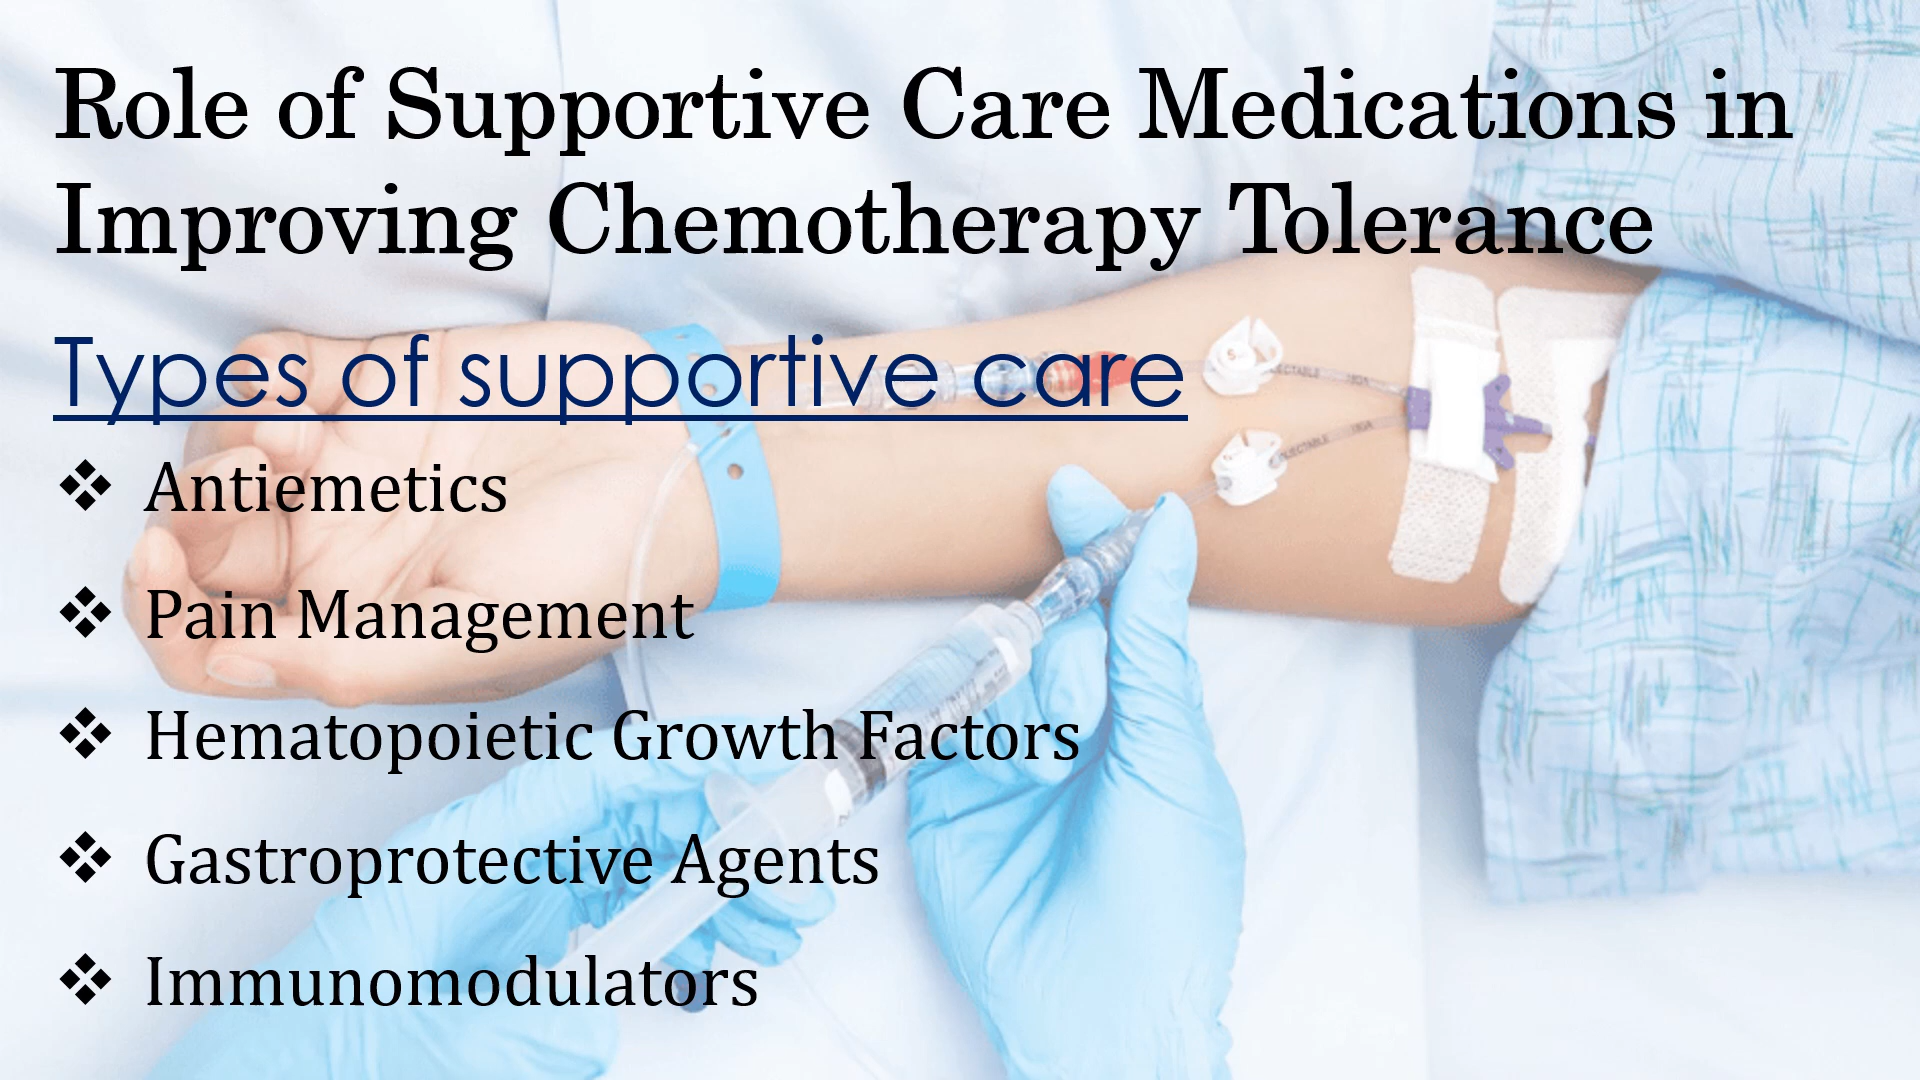 Role of Supportive Care Medications in
Improving Chemotherapy Tolerance
Types of supportive care
❖ Antiemetics
❖ Pain Management
❖ Hematopoietic Growth Factors
❖ Gastroprotective Agents
❖ Immunomodulators